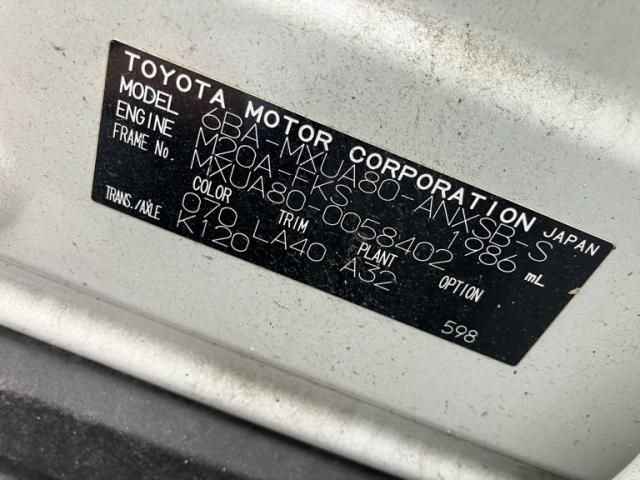 TOYOTA MOTOR CORPORATION JAPAN
MODEL 6BA-MXUA80-ANXSB-S
ENGINE M20A-FKS 1986 mL
FRAME No. MXUA80-0058402
COLOR TRIM PLANT OPTION
070 LA40 A32
TRANS./AXLE K120
598